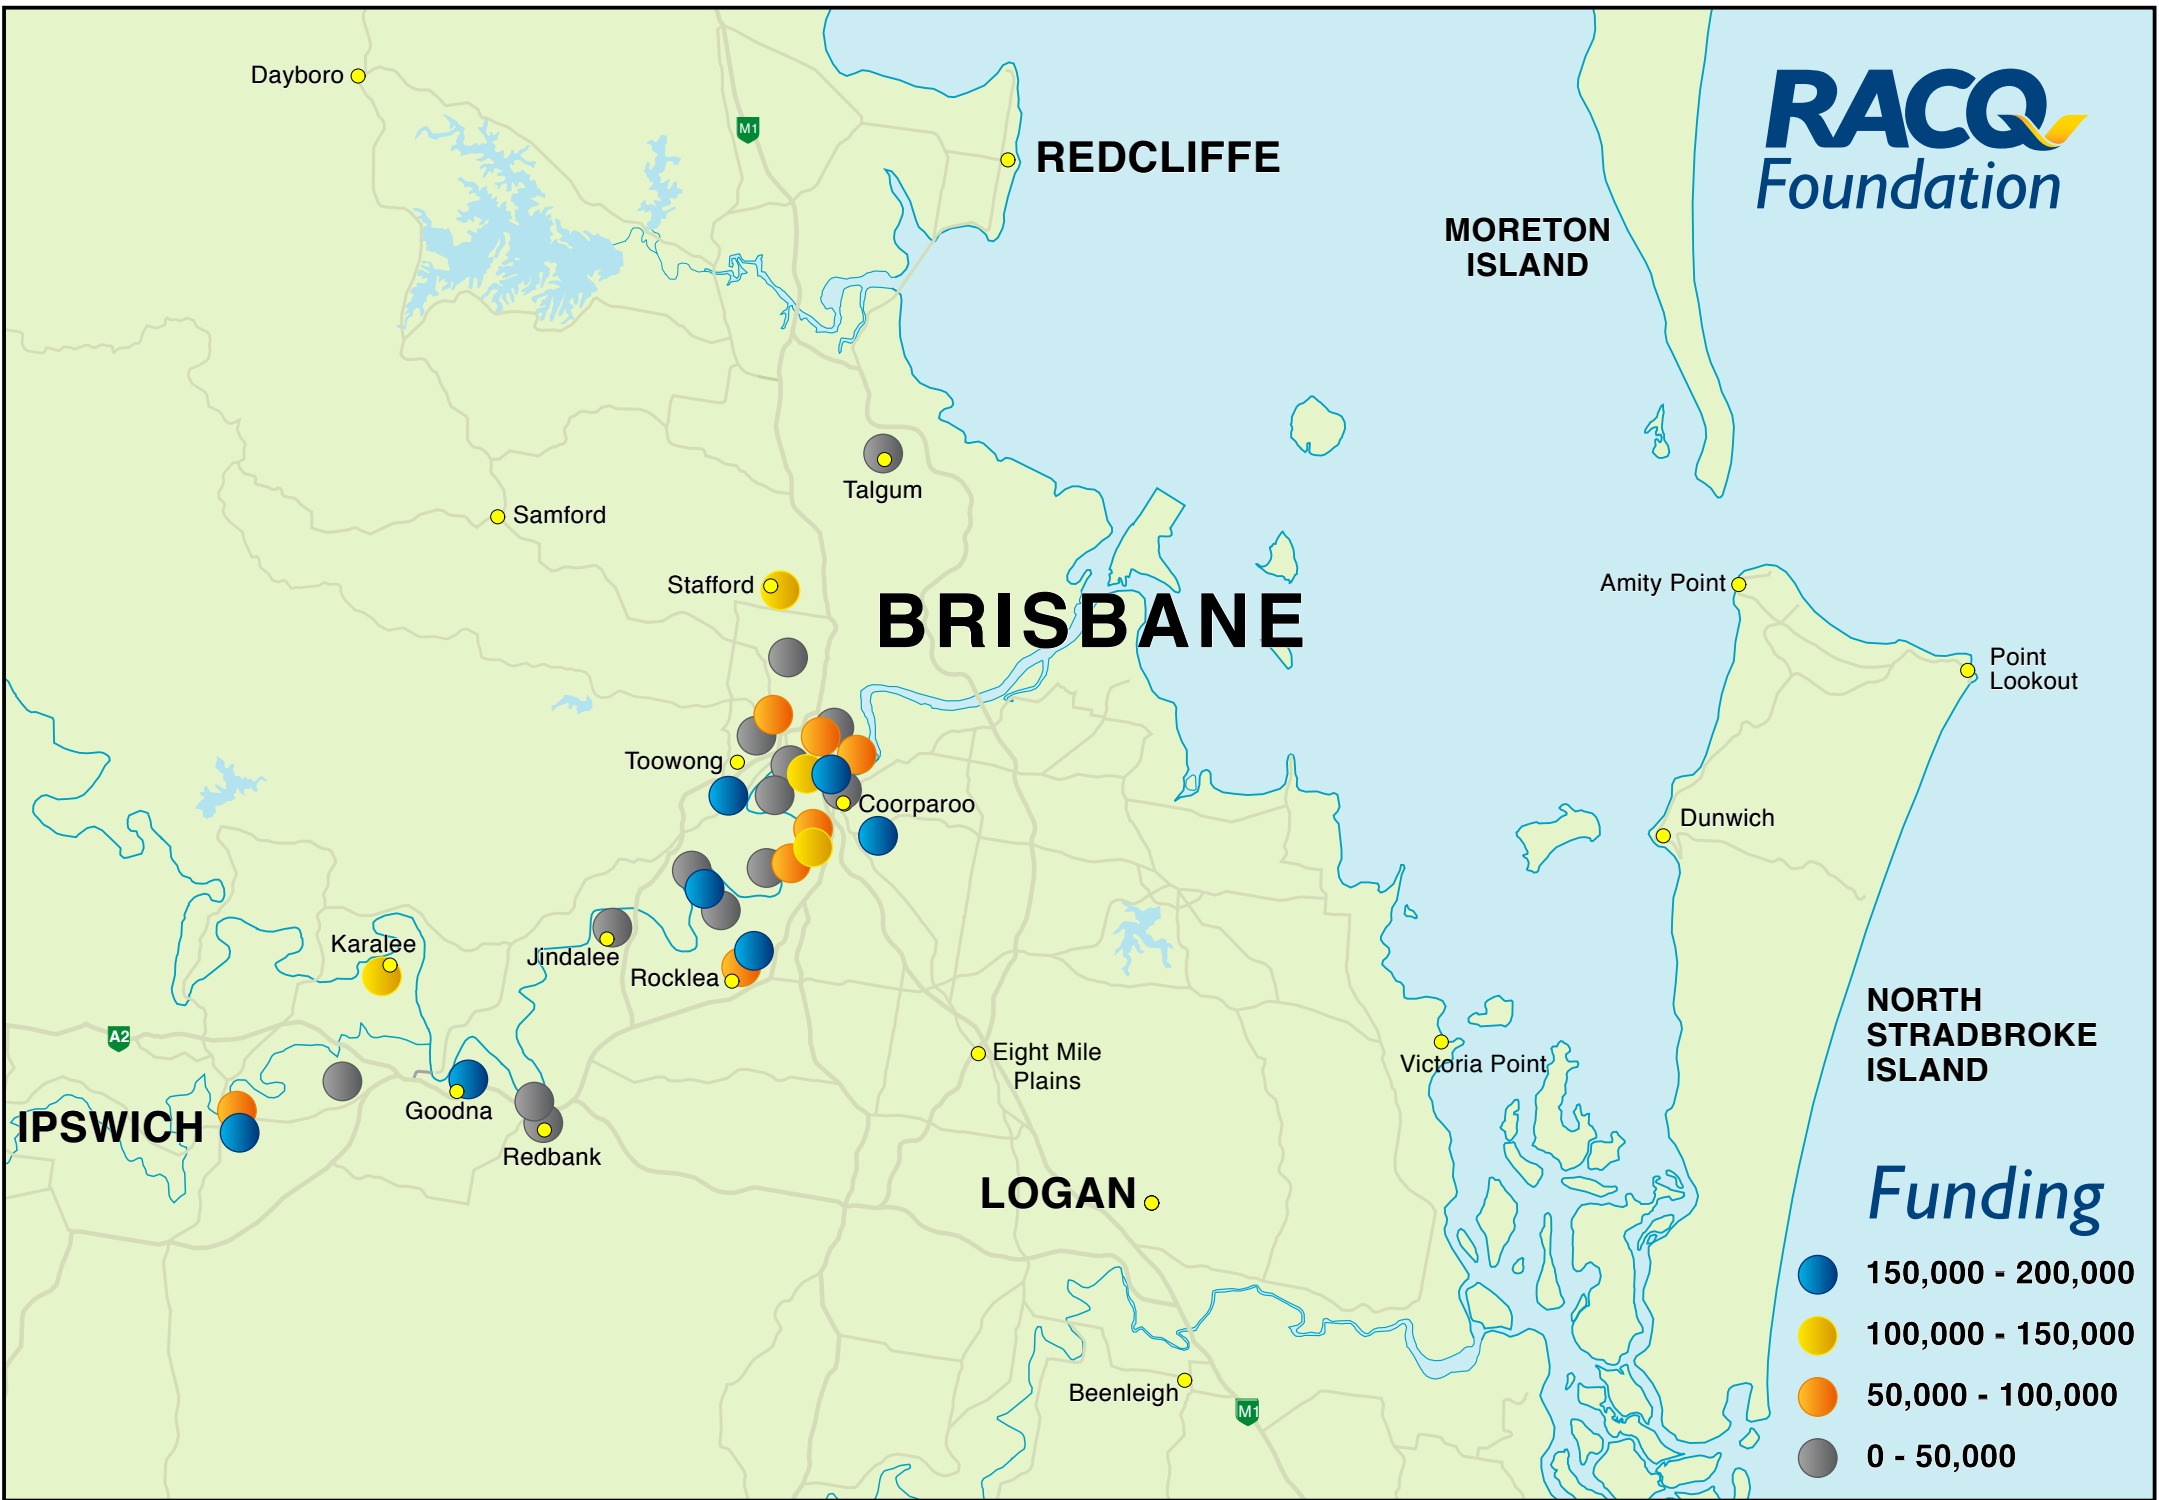 Dayboro
M1
REDCLIFFE
RACQ
Foundation
MORETON
ISLAND
Talgum
Samford
Stafford
BRISBANE
Amity Point
Point
Lookout
Toowong
Coorparoo
Dunwich
Karalee
Jindalee
Rocklea
NORTH
STRADBROKE
ISLAND
A2
Eight Mile
Plains
Victoria Point
Goodna
IPSWICH
Redbank
LOGAN
Funding
150,000 - 200,000
100,000 - 150,000
50,000 - 100,000
0 - 50,000
Beenleigh
M1